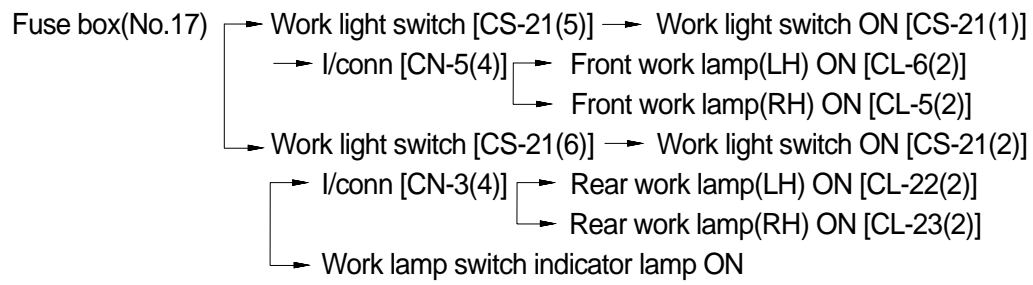 Fuse box(No.17) Work light switch [CS-21(5)] Work light switch ON [CS-21(1)]
I/conn [CN-5(4)] Front work lamp(LH) ON [CL-6(2)]
Front work lamp(RH) ON [CL-5(2)]
Work light switch [CS-21(6)] Work light switch ON [CS-21(2)]
I/conn [CN-3(4)] Rear work lamp(LH) ON [CL-22(2)]
Rear work lamp(RH) ON [CL-23(2)]
Work lamp switch indicator lamp ON